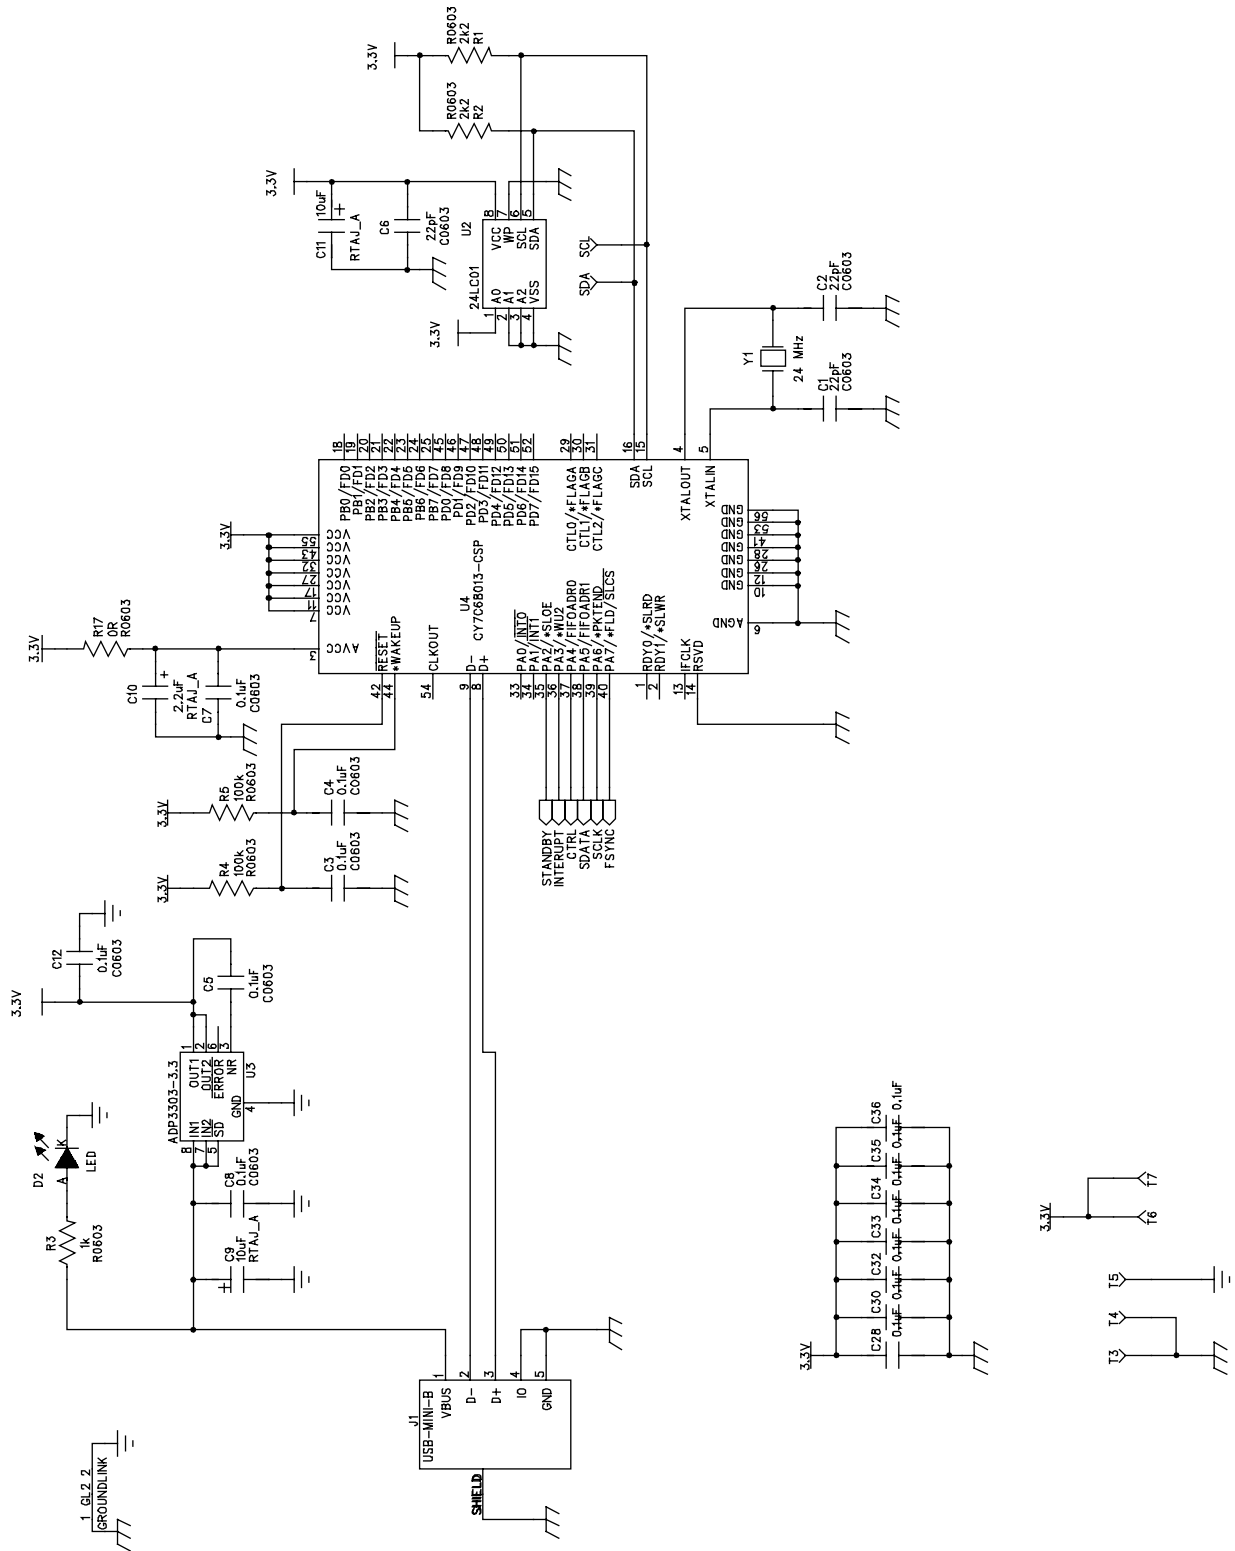 3.3V
R0603
2k2
R1
R0603
2k2
R2
3.3V
10uF
+
C11
RTAJ_A
C6
22pF
C0603
U2
24LC01
VCC
8
WP
7
SCL
6
SDA
5
1
A0
2
A1
3
A2
4
VSS
3.3V
SCL
SDA
C2
22pF
C0603
Y1
24 MHz
C1
22pF
C0603
18
PB0/FD0
19
PB1/FD1
20
PB2/FD2
21
PB3/FD3
22
PB4/FD4
23
PB5/FD5
24
PB6/FD6
25
PB7/FD7
45
PD0/FD8
46
PD1/FD9
47
PD2/FD10
48
PD3/FD11
49
PD4/FD12
50
PD5/FD13
51
PD6/FD14
52
PD7/FD15
29
CTL0/*FLAGA
30
CTL1/*FLAGB
31
CTL2/*FLAGC
16
SDA
15
SCL
4
XTALOUT
5
XTALIN
3.3V
VCC
55
VCC
43
VCC
32
VCC
27
VCC
17
VCC
11
VCC
7
AVCC
3
U4
CY7C68013-CSP
GND
56
GND
53
GND
41
GND
28
GND
26
GND
12
GND
10
AGND
6
42
RESET
44
*WAKEUP
54
CLKOUT
9
D-
8
D+
33
PA0/INT0
34
PA1/INT1
35
PA2/*SLOE
36
PA3/*WU2
37
PA4/FIFOADR0
38
PA5/FIFOADR1
39
PA6/*PKTEND
40
PA7/*FLD/SLCS
1
RDY0/*SLRD
2
RDY1/*SLWR
13
IFCLK
14
RSVD
3.3V
R17
0R
R0603
C10
+
2.2uF
RTAJ_A
C7
0.1uF
C0603
3.3V
R5
100k
R0603
C4
0.1uF
C0603
3.3V
R4
100k
R0603
C3
0.1uF
C0603
STANDBY
INTERUPT
CTRL
SDATA
SCLK
FSYNC
C12
0.1uF
C0603
3.3V
C5
0.1uF
C0603
ADP3303-3.3
U3
1
OUT1
2
OUT2
6
ERROR
3
NR
GND
4
8
IN1
7
IN2
5
SD
D2
A
K
LED
R3
1k
R0603
C8
0.1uF
C0603
C9
+
10uF
RTAJ_A
J1
USB-MINI-B
VBUS
1
D-
2
D+
3
IO
4
GND
5
SHIELD
1 GL2 2
GROUNDLINK
3.3V
C28
0.1uF
C30
0.1uF
C32
0.1uF
C33
0.1uF
C34
0.1uF
C35
0.1uF
C36
0.1uF
3.3V
T7
T6
T5
T4
T3